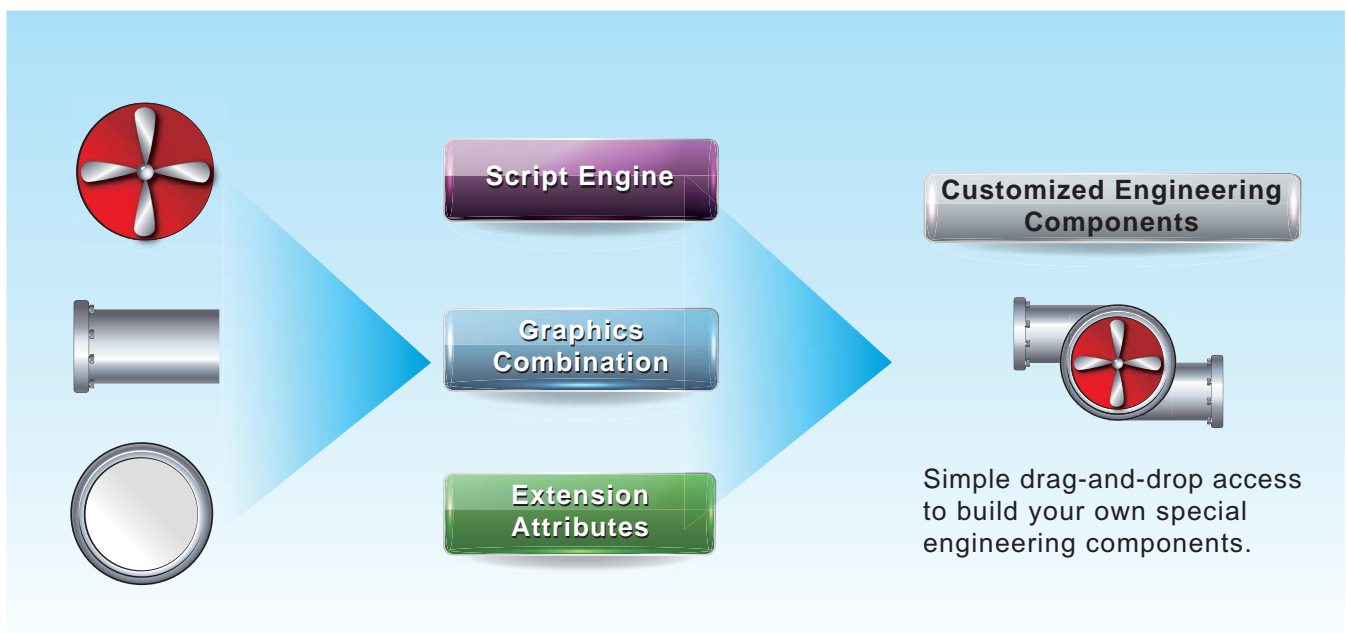 Script Engine
Graphics
Combination
Extension
Attributes
Customized Engineering
Components
Simple drag-and-drop access
to build your own special
engineering components.